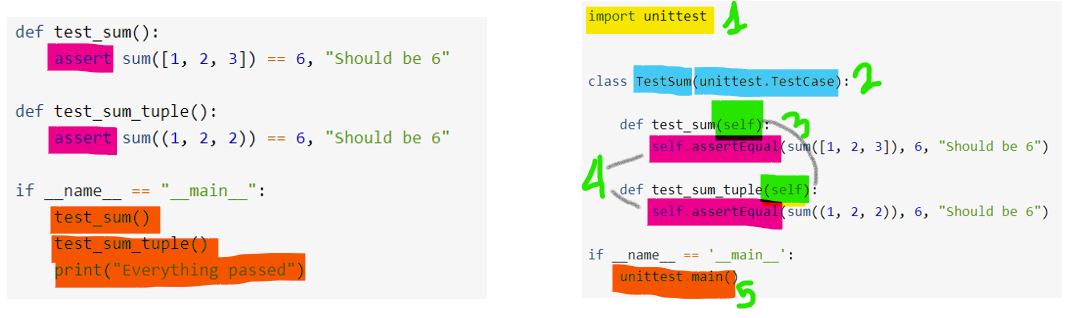 def test_sum():
assert sum([1, 2, 3]) == 6, "Should be 6"
def test_sum_tuple():
assert sum((1, 2, 2)) == 6, "Should be 6"
if __name__ == "__main__":
test_sum()
test_sum_tuple()
print("Everything passed")
import unittest 1
class TestSum(unittest.TestCase): 2
def test_sum(self): 3
self.assertEqual(sum([1, 2, 3]), 6, "Should be 6")
4
def test_sum_tuple(self):
self.assertEqual(sum((1, 2, 2)), 6, "Should be 6")
if __name__ == '__main__':
unittest.main() 5